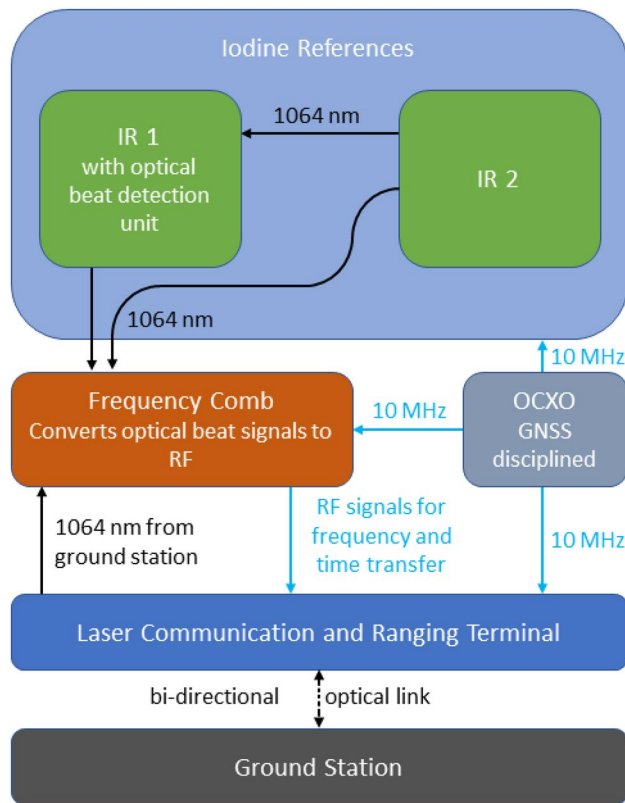 Iodine References
IR 1
with optical
beat detection
unit
1064 nm
IR 2
1064 nm
10 MHz
Frequency Comb
Converts optical beat signals to
RF
10 MHz
OCXO
GNSS
disciplined
1064 nm from
ground station
RF signals for
frequency and
time transfer
10 MHz
Laser Communication and Ranging Terminal
bi-directional optical link
Ground Station